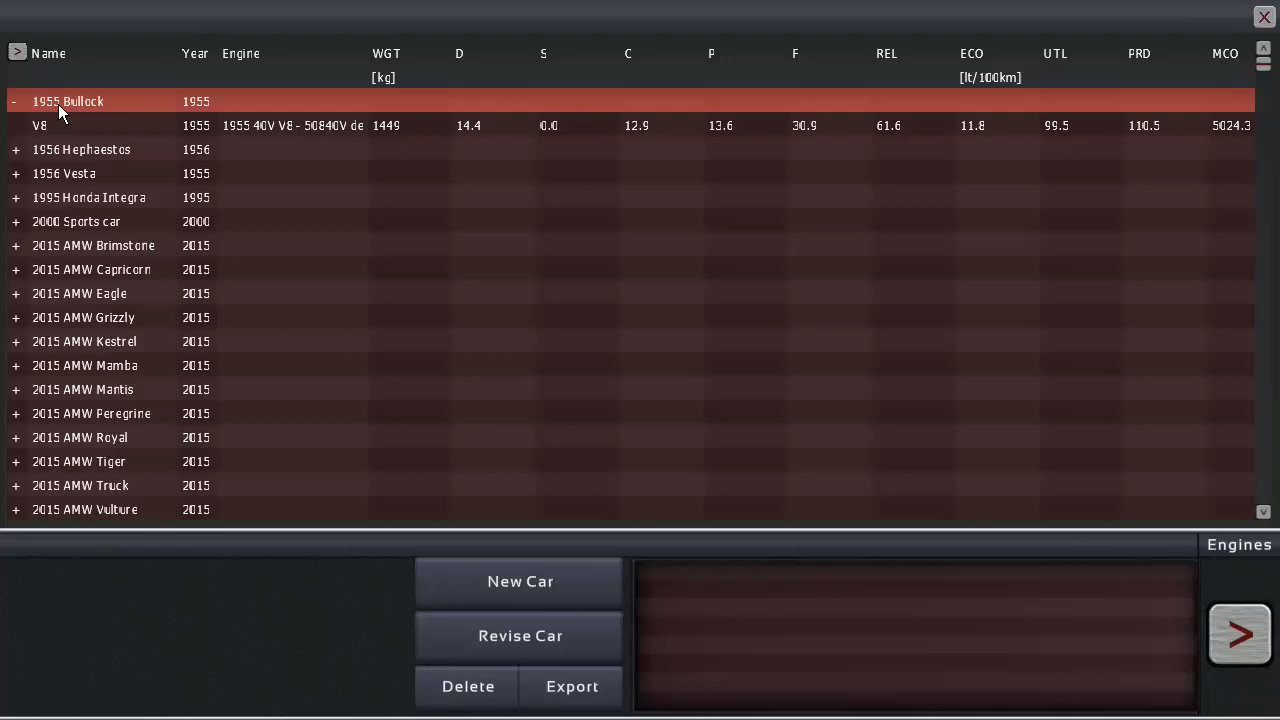 > Name Year Engine WGT D S C P F REL ECO UTL PRD MCO
[kg] [lt/100km]
- 1955 Bullock 1955
V8 1955 1955 40V V8 - 50840V de 1449 14.4 0.0 12.9 13.6 30.9 61.6 11.8 99.5 110.5 5024.3
+ 1956 Hephaestos 1956
+ 1956 Vesta 1955
+ 1995 Honda Integra 1995
+ 2000 Sports car 2000
+ 2015 AMW Brimstone 2015
+ 2015 AMW Capricorn 2015
+ 2015 AMW Eagle 2015
+ 2015 AMW Grizzly 2015
+ 2015 AMW Kestrel 2015
+ 2015 AMW Mamba 2015
+ 2015 AMW Mantis 2015
+ 2015 AMW Peregrine 2015
+ 2015 AMW Royal 2015
+ 2015 AMW Tiger 2015
+ 2015 AMW Truck 2015
+ 2015 AMW Vulture 2015
Engines
New Car
Revise Car
Delete Export
>